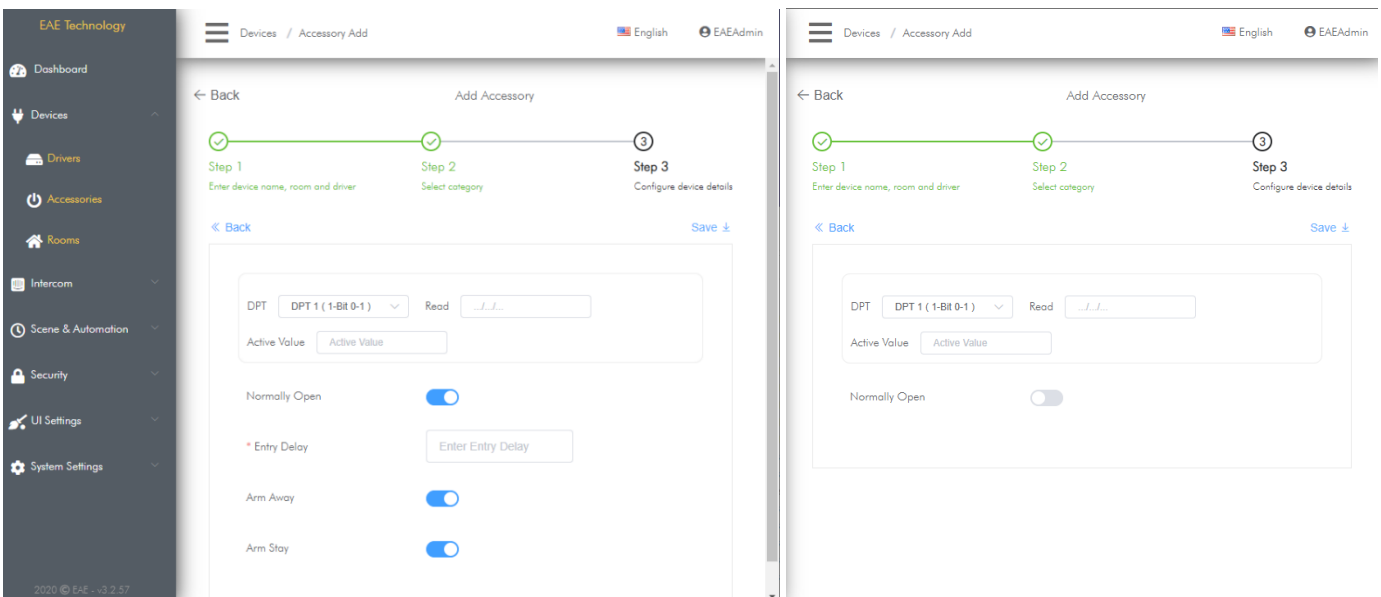 EAE Technology
Dashboard
Devices
Drivers
Accessories
Rooms
Intercom
Scene & Automation
Security
UI Settings
System Settings
2020 © EAE - v3.2.57
Devices / Accessory Add
English
EAEAdmin
← Back
Add Accessory
3
Step 1
Step 2
Step 3
Enter device name, room and driver
Select category
Configure device details
« Back
Save
DPT DPT 1 ( 1-Bit 0-1 ) Read .../.../...
Active Value Active Value
Normally Open
* Entry Delay Enter Entry Delay
Arm Away
Arm Stay
Devices / Accessory Add
English
EAEAdmin
← Back
Add Accessory
3
Step 1
Step 2
Step 3
Enter device name, room and driver
Select category
Configure device details
« Back
Save
DPT DPT 1 ( 1-Bit 0-1 ) Read .../.../...
Active Value Active Value
Normally Open